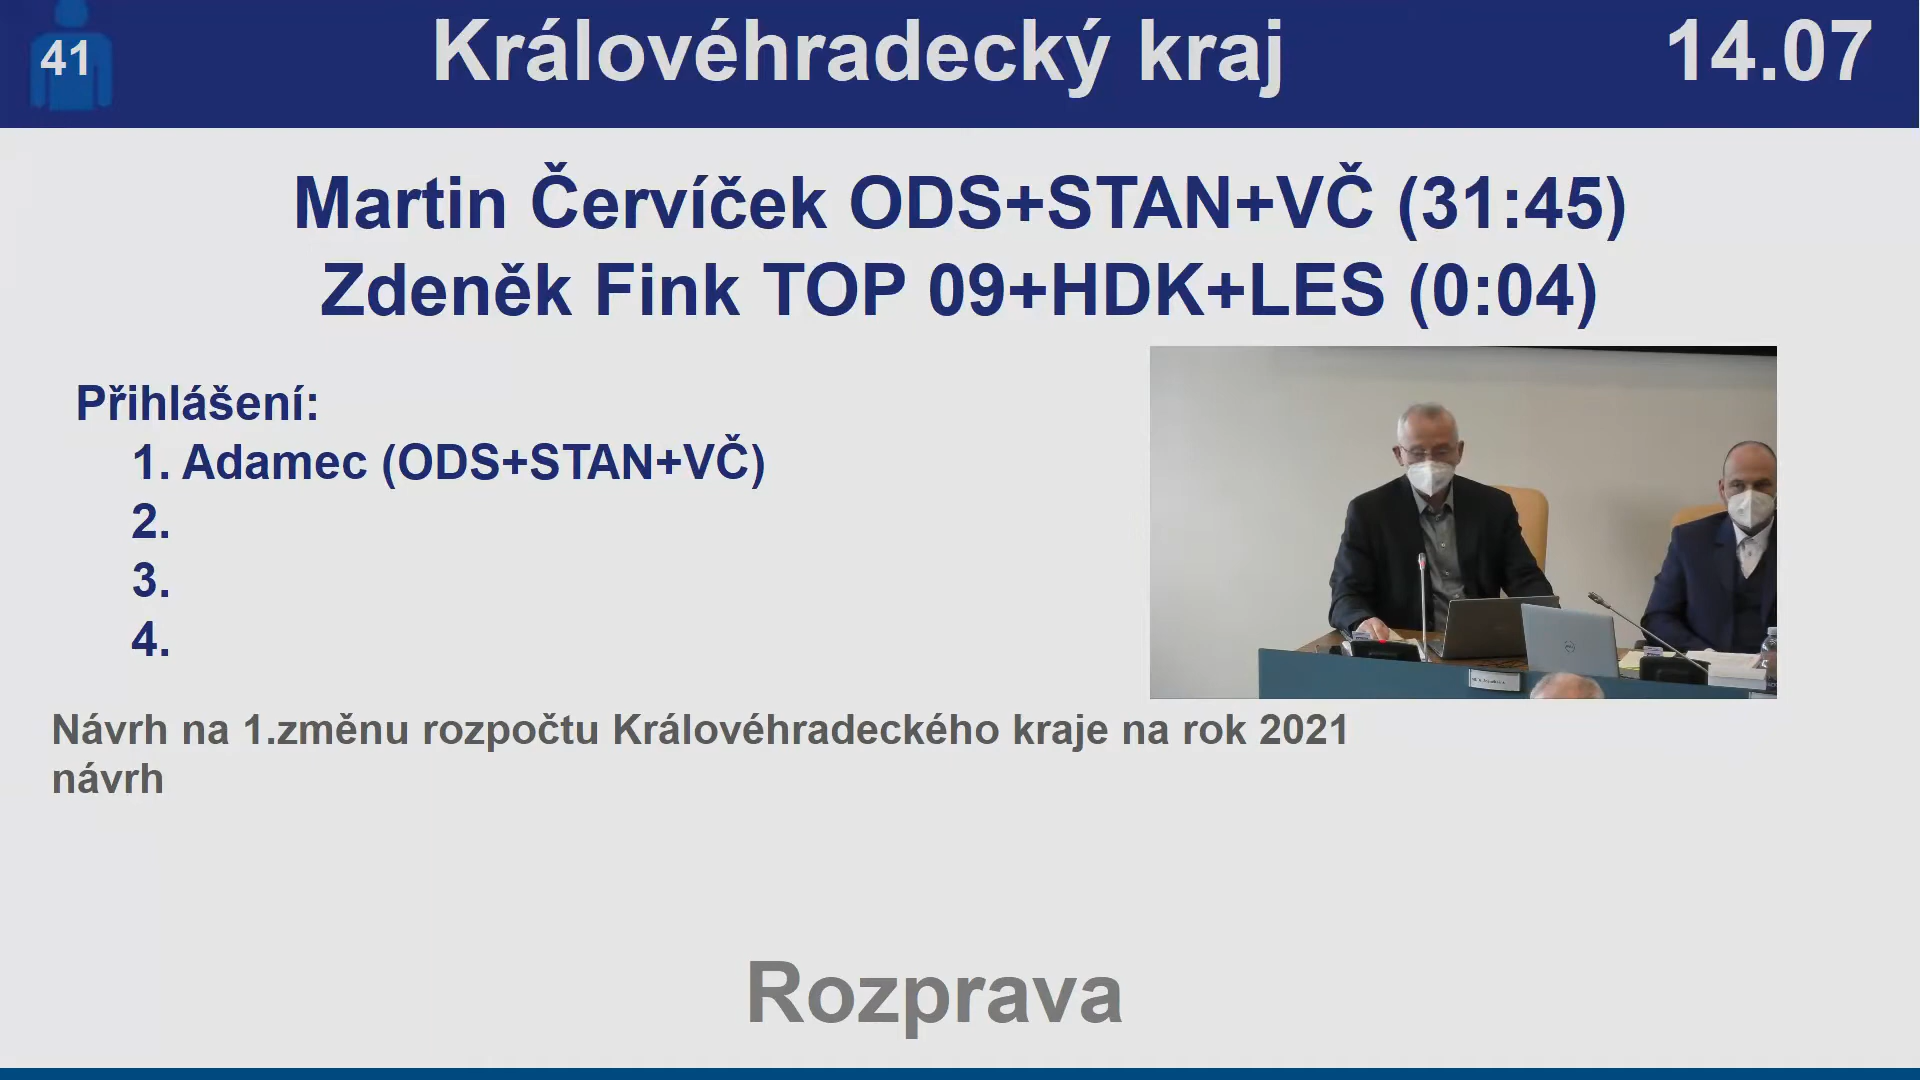 41
Královéhradecký kraj
14.07
Martin Červíček ODS+STAN+VČ (31:45)
Zdeněk Fink TOP 09+HDK+LES (0:04)
Přihlášení:
1. Adamec (ODS+STAN+VČ)
2.
3.
4.
Návrh na 1.změnu rozpočtu Královéhradeckého kraje na rok 2021
návrh
Rozprava